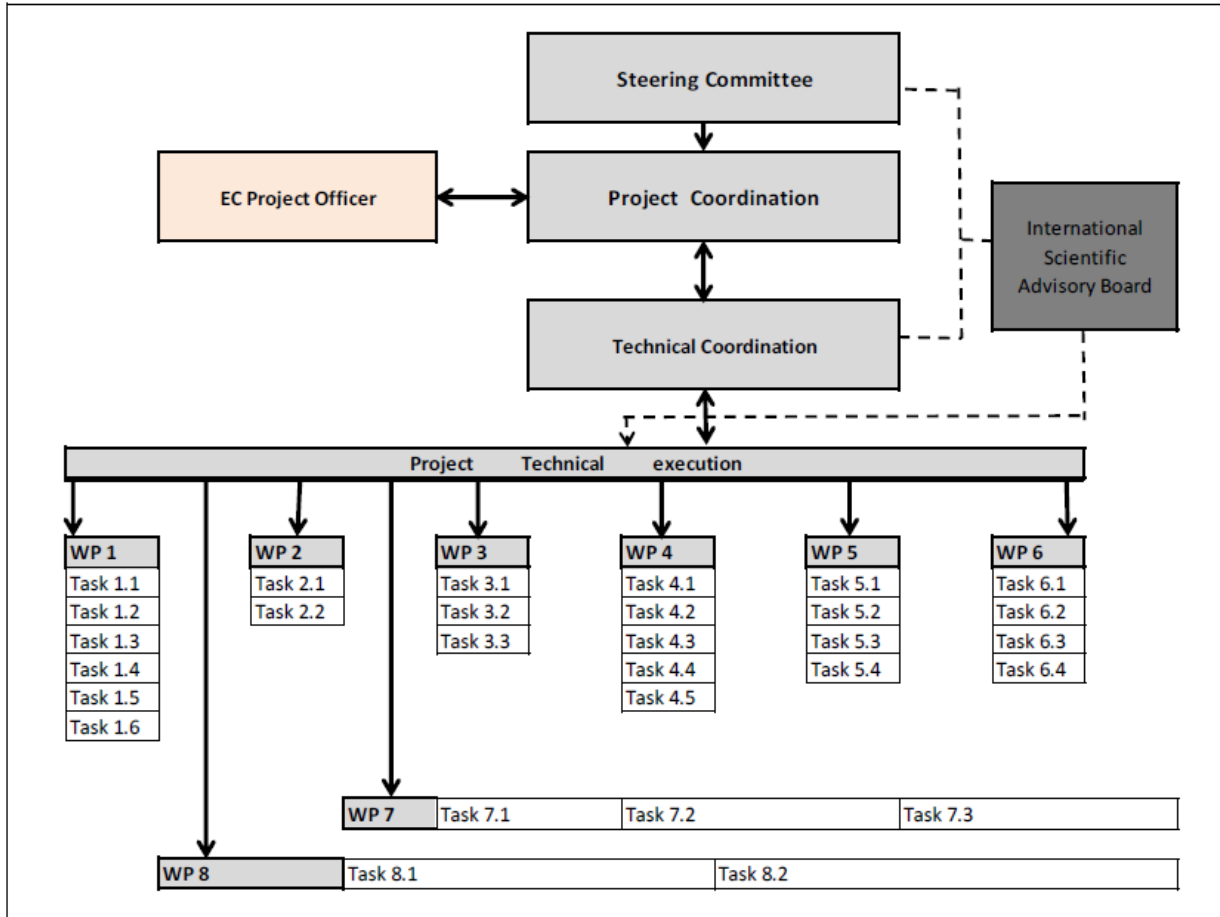 Steering Committee
EC Project Officer
Project Coordination
International
Scientific
Advisory Board
Technical Coordination
Project Technical execution
WP 1
Task 1.1
Task 1.2
Task 1.3
Task 1.4
Task 1.5
Task 1.6
WP 2
Task 2.1
Task 2.2
WP 3
Task 3.1
Task 3.2
Task 3.3
WP 4
Task 4.1
Task 4.2
Task 4.3
Task 4.4
Task 4.5
WP 5
Task 5.1
Task 5.2
Task 5.3
Task 5.4
WP 6
Task 6.1
Task 6.2
Task 6.3
Task 6.4
WP 7 Task 7.1 Task 7.2 Task 7.3
WP 8 Task 8.1 Task 8.2